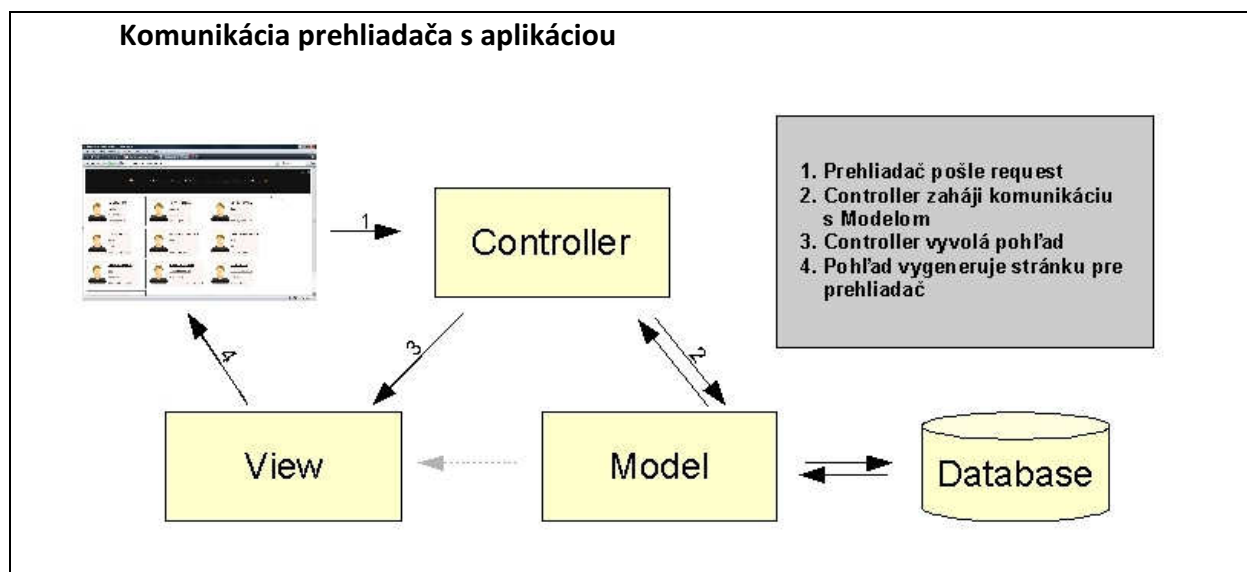 Komunikácia prehliadača s aplikáciou
1. Prehliadač pošle request
2. Controller zaháji komunikáciu
s Modelom
3. Controller vyvolá pohľad
4. Pohľad vygeneruje stránku pre
prehliadač
1
Controller
3
2
4
View
Model
Database